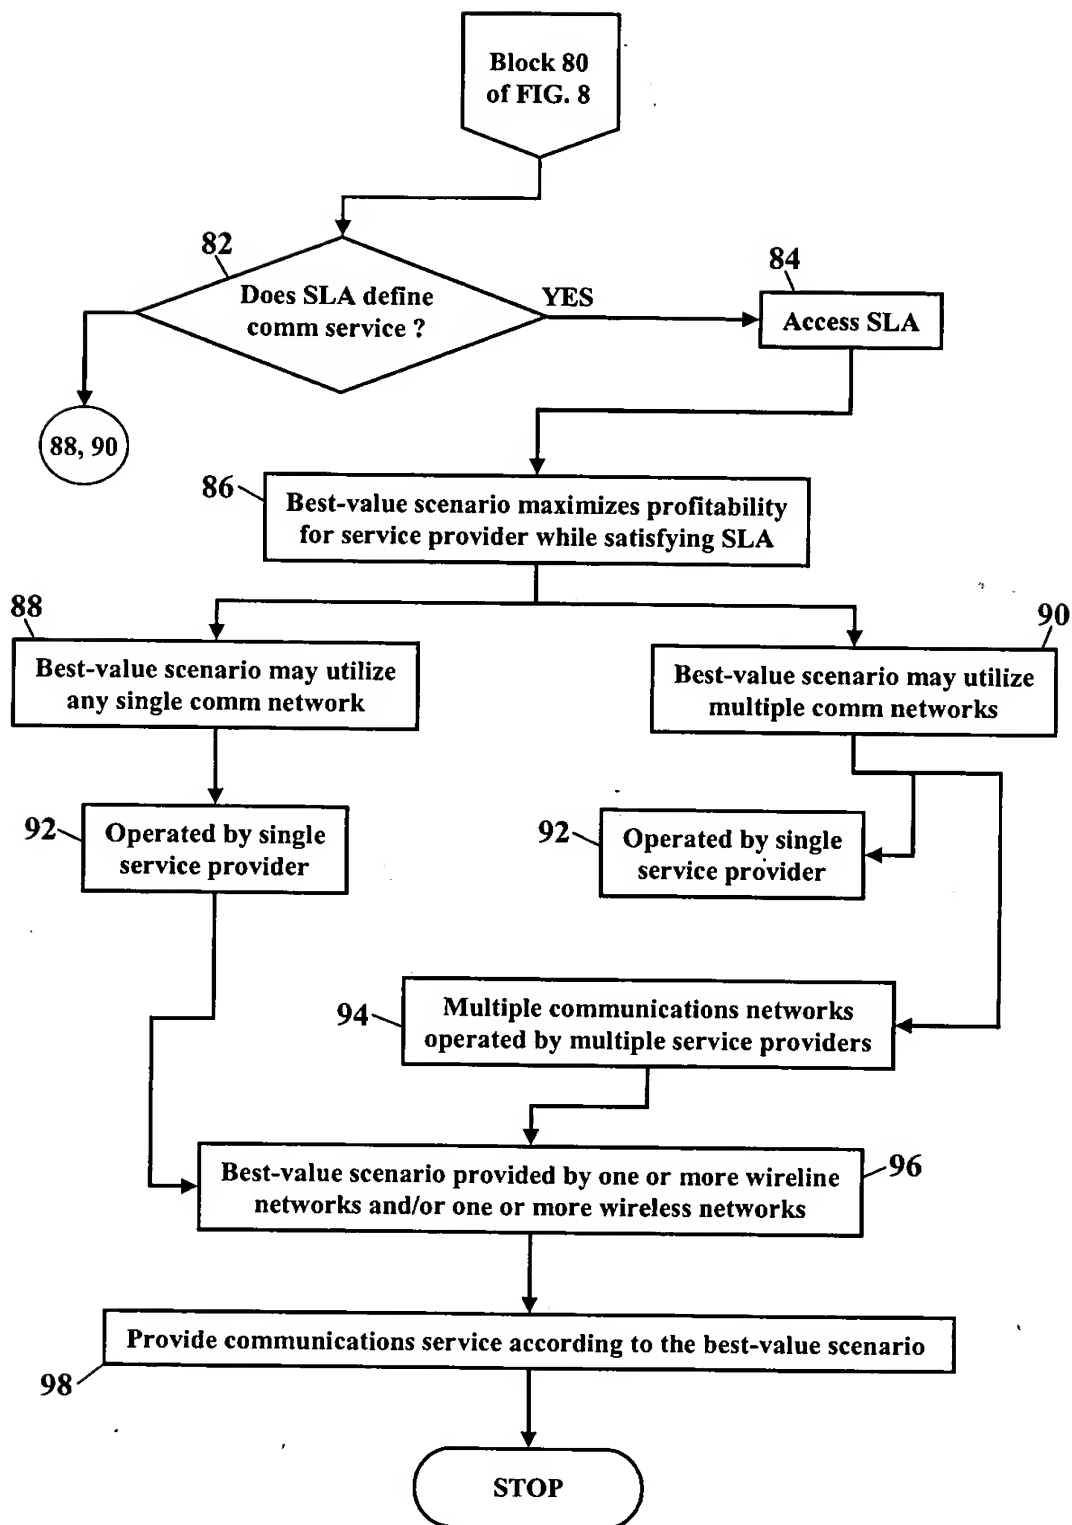 Block 80
of FIG. 8
82
Does SLA define
comm service ?
YES
84
Access SLA
88, 90
86
Best-value scenario maximizes profitability
for service provider while satisfying SLA
88
Best-value scenario may utilize
any single comm network
90
Best-value scenario may utilize
multiple comm networks
92
Operated by single
service provider
92
Operated by single
service provider
94
Multiple communications networks
operated by multiple service providers
Best-value scenario provided by one or more wireline
networks and/or one or more wireless networks
96
Provide communications service according to the best-value scenario
98
STOP